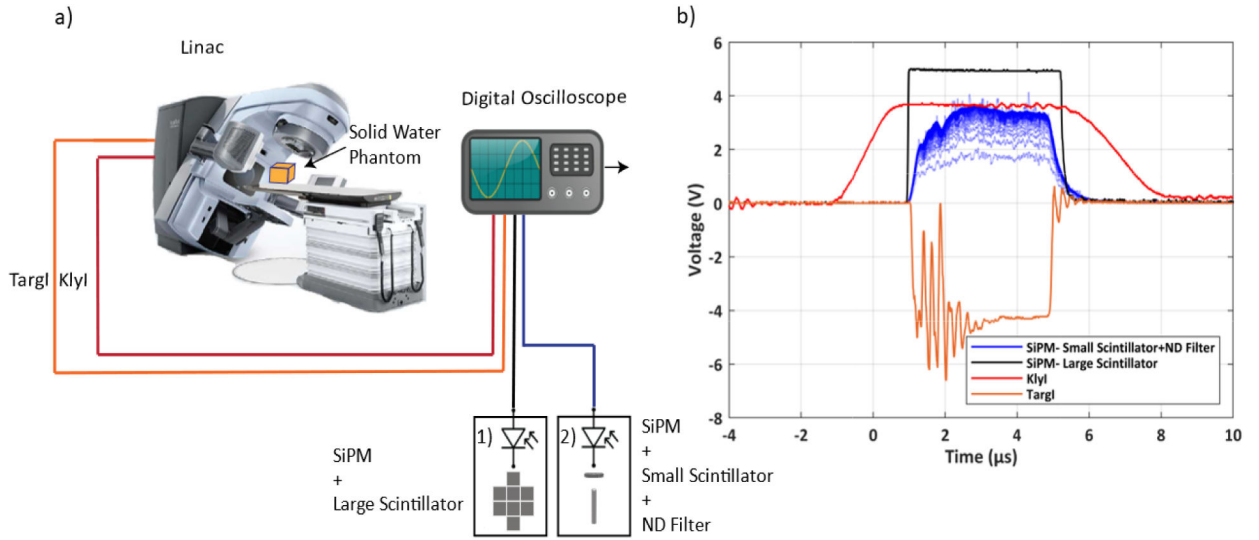 a)
Linac
Solid Water
Phantom
Digital Oscilloscope
TargI
KlyI
1)
2)
SiPM
+
Large Scintillator
SiPM
+
Small Scintillator
+
ND Filter
b)
6
4
2
0
-2
-4
-6
-8
Voltage (V)
-4
-2
0
2
4
6
8
10
Time (µs)
SiPM- Small Scintillator+ND Filter
SiPM- Large Scintillator
KlyI
TargI